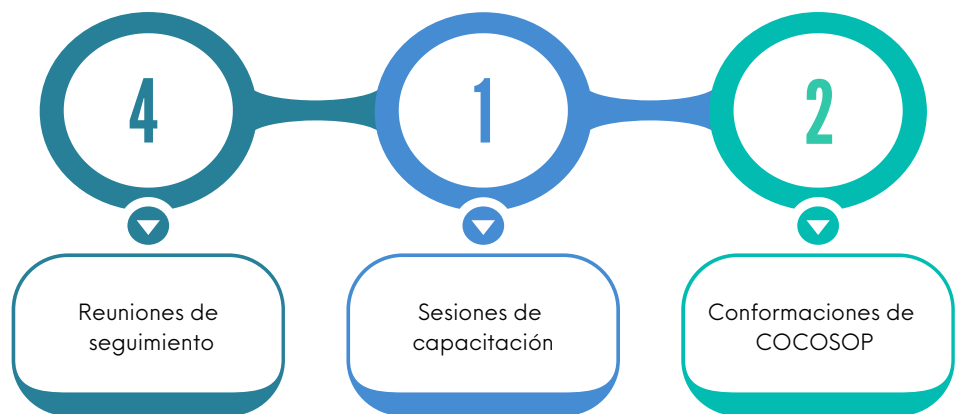 4
1
2
Reuniones de
seguimiento
Sesiones de
capacitación
Conformaciones de
COCOSOP